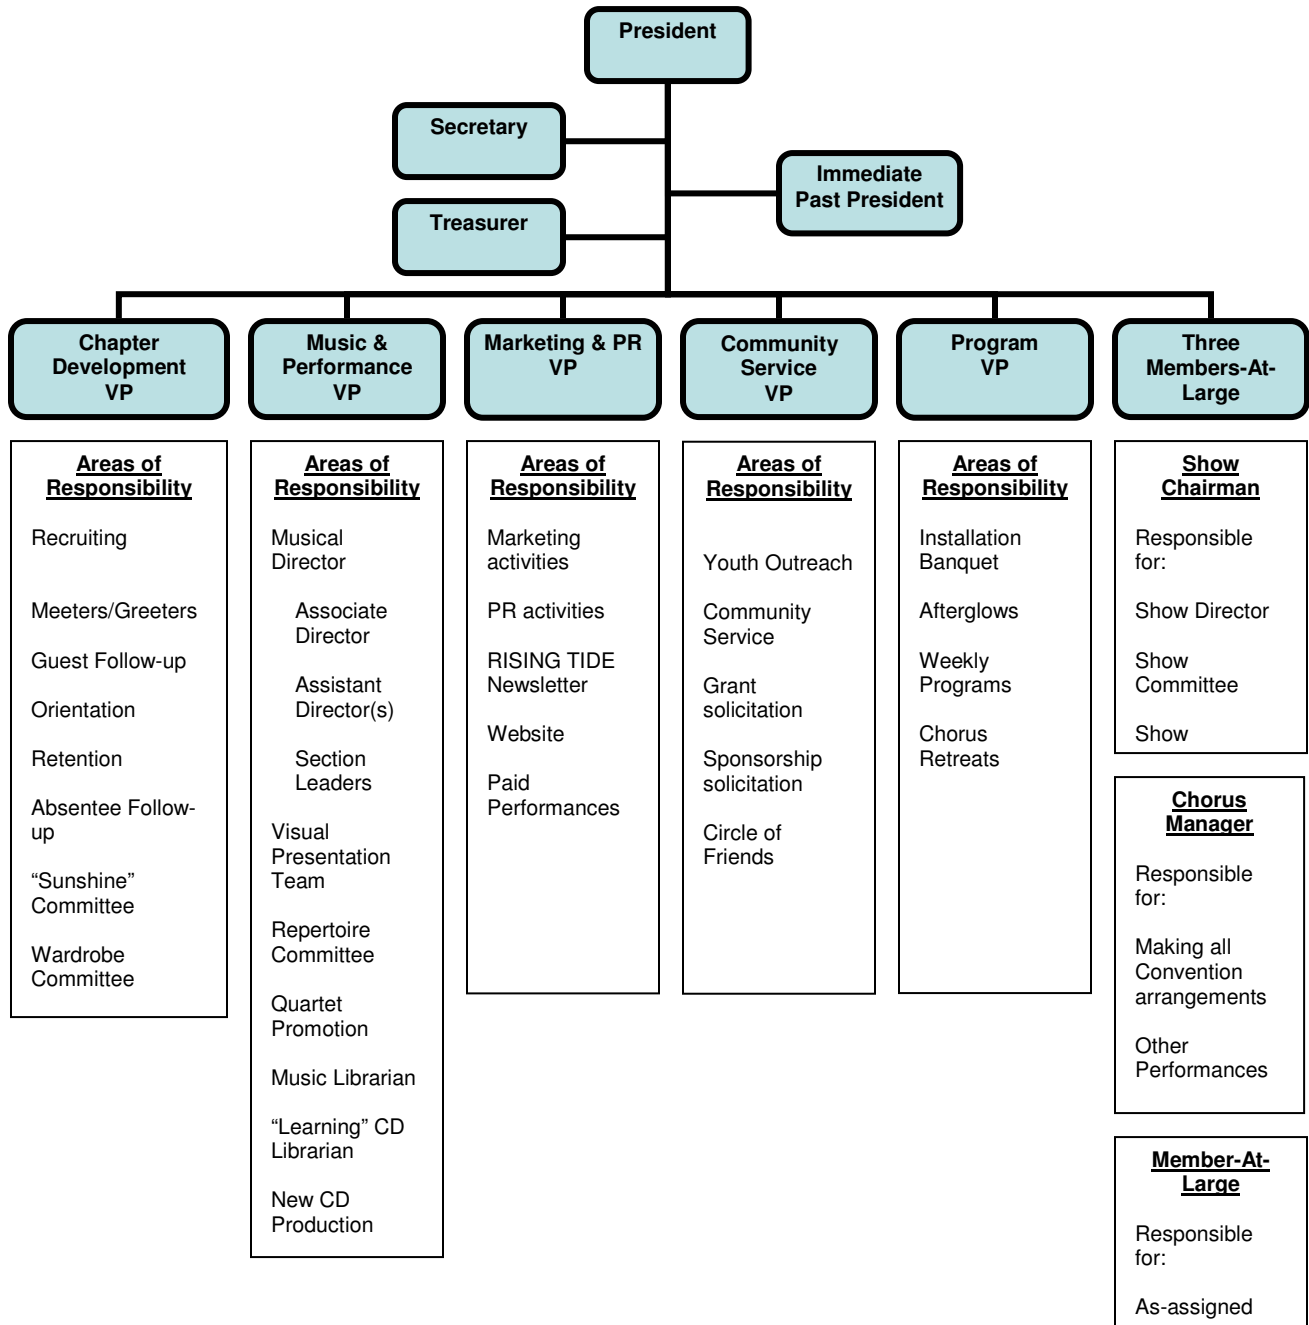 President
Secretary
Immediate
Past President
Treasurer
Chapter
Development
VP
Music &
Performance
VP
Marketing & PR
VP
Community
Service
VP
Program
VP
Three
Members-At-
Large
Areas of
Responsibility
Recruiting
Meeters/Greeters
Guest Follow-up
Orientation
Retention
Absentee Follow-
up
“Sunshine”
Committee
Wardrobe
Committee
Areas of
Responsibility
Musical
Director
Associate
Director
Assistant
Director(s)
Section
Leaders
Visual
Presentation
Team
Repertoire
Committee
Quartet
Promotion
Music Librarian
“Learning” CD
Librarian
New CD
Production
Areas of
Responsibility
Marketing
activities
PR activities
RISING TIDE
Newsletter
Website
Paid
Performances
Areas of
Responsibility
Youth Outreach
Community
Service
Grant
solicitation
Sponsorship
solicitation
Circle of
Friends
Areas of
Responsibility
Installation
Banquet
Afterglows
Weekly
Programs
Chorus
Retreats
Show
Chairman
Responsible
for:
Show Director
Show
Committee
Show
Chorus
Manager
Responsible
for:
Making all
Convention
arrangements
Other
Performances
Member-At-
Large
Responsible
for:
As-assigned